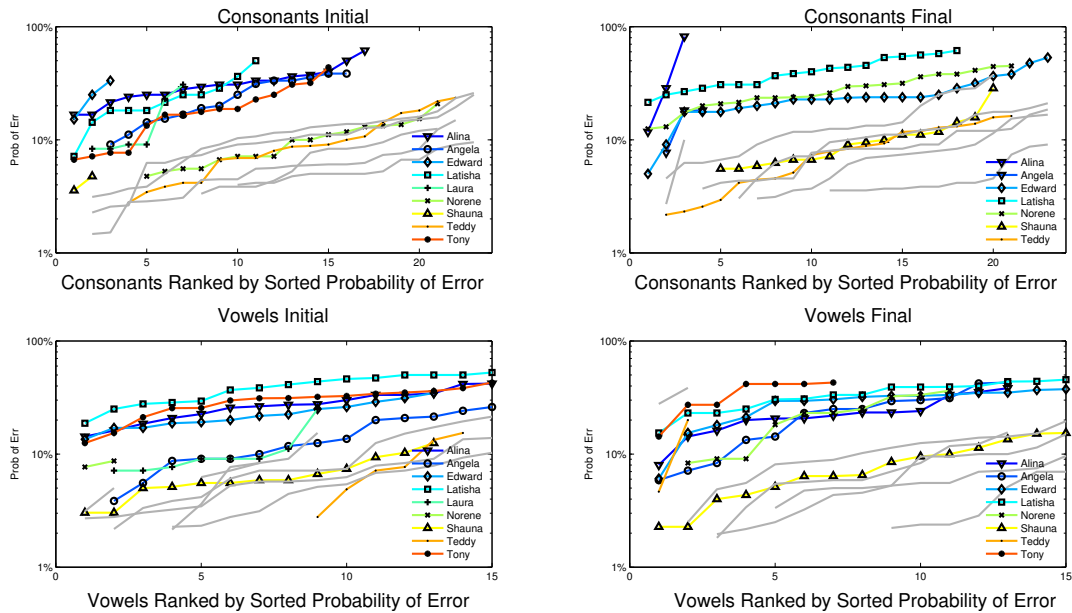 Consonants Initial
100%
10%
1%
Prob of Err
0
5
10
15
20
Alina
Angela
Edward
Latisha
Laura
Norene
Shauna
Teddy
Tony
Consonants Ranked by Sorted Probability of Error
Consonants Final
100%
10%
1%
Prob of Err
0
5
10
15
20
Alina
Angela
Edward
Latisha
Norene
Shauna
Teddy
Consonants Ranked by Sorted Probability of Error
Vowels Initial
100%
10%
1%
Prob of Err
0
5
10
15
Alina
Angela
Edward
Latisha
Laura
Norene
Shauna
Teddy
Tony
Vowels Ranked by Sorted Probability of Error
Vowels Final
100%
10%
1%
Prob of Err
0
5
10
15
Alina
Angela
Edward
Latisha
Norene
Shauna
Teddy
Tony
Vowels Ranked by Sorted Probability of Error